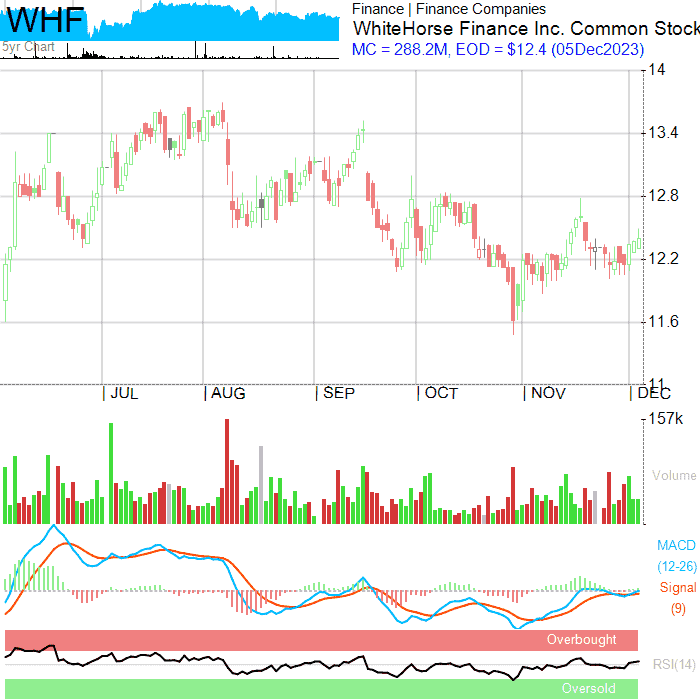 WHF
5yr Chart
Finance | Finance Companies
WhiteHorse Finance Inc. Common Stock
MC = 288.2M, EOD = $12.4 (05Dec2023)
14
13.4
12.8
12.2
11.6
11
| JUL | AUG | SEP | OCT | NOV | DEC
157k
Volume
MACD
(12-26)
Signal
(9)
Overbought
RSI(14)
Oversold